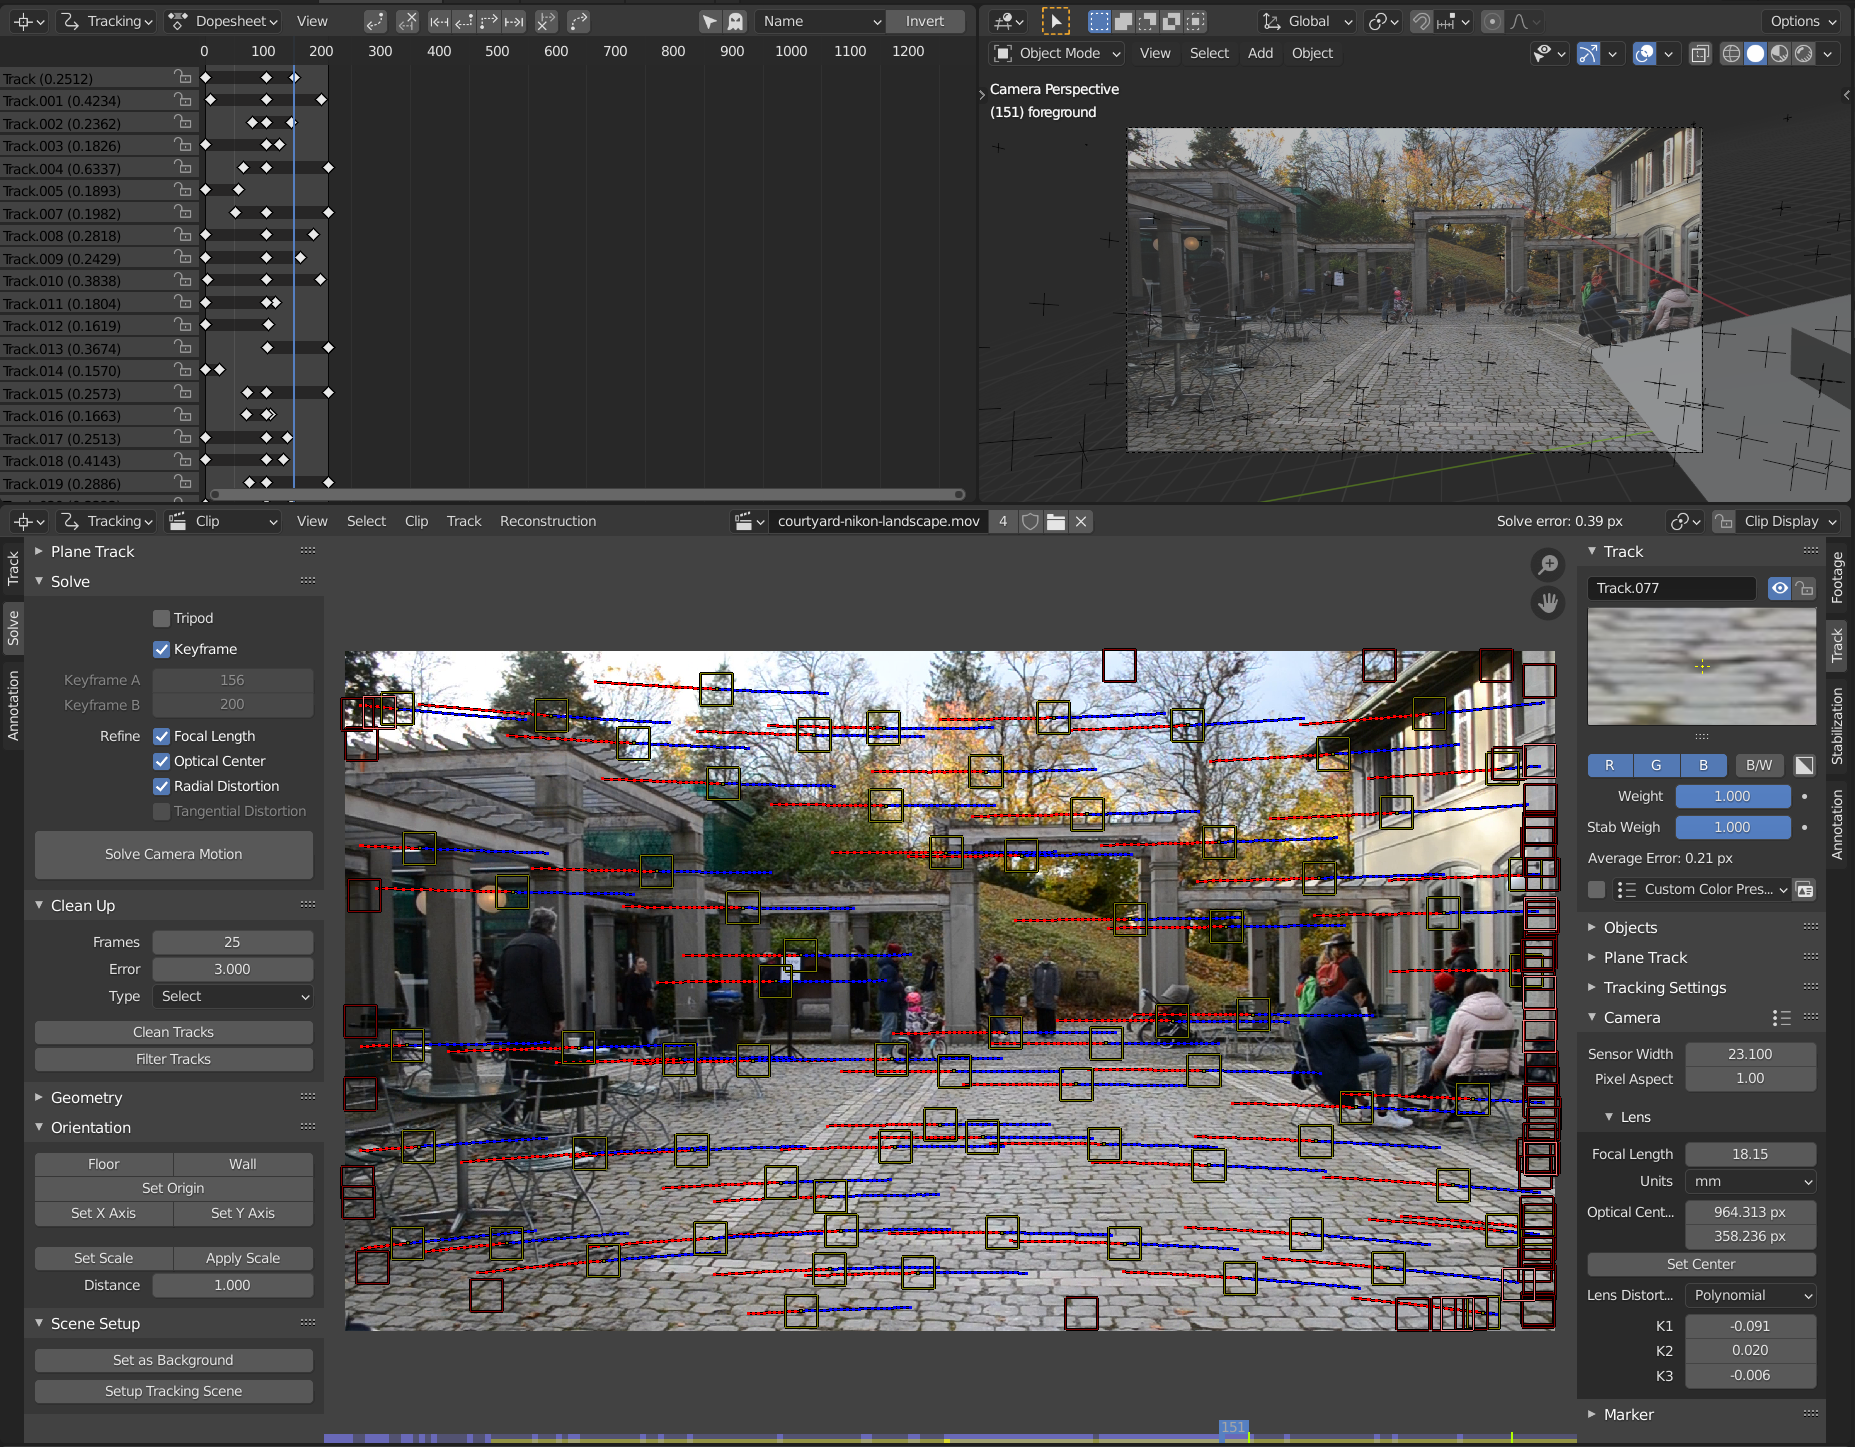 Tracking
Dopesheet
View
Name
Invert
0 100 200 300 400 500 600 700 800 900 1000 1100 1200
Track (0.2512)
Track.001 (0.4234)
Track.002 (0.2362)
Track.003 (0.1826)
Track.004 (0.6337)
Track.005 (0.1893)
Track.007 (0.1982)
Track.008 (0.2818)
Track.009 (0.2429)
Track.010 (0.3838)
Track.011 (0.1804)
Track.012 (0.1619)
Track.013 (0.3674)
Track.014 (0.1570)
Track.015 (0.2573)
Track.016 (0.1663)
Track.017 (0.2513)
Track.018 (0.4143)
Track.019 (0.2886)
Global
Options
Object Mode View Select Add Object
Camera Perspective
(151) foreground
Tracking
Clip
View Select Clip Track Reconstruction
courtyard-nikon-landscape.mov
4
Solve error: 0.39 px
Clip Display
Track
Solve
Annotation
Plane Track
Solve
Tripod
Keyframe
Keyframe A 156
Keyframe B 200
Refine Focal Length
Optical Center
Radial Distortion
Tangential Distortion
Solve Camera Motion
Clean Up
Frames 25
Error 3.000
Type Select
Clean Tracks
Filter Tracks
Geometry
Orientation
Floor Wall
Set Origin
Set X Axis Set Y Axis
Set Scale Apply Scale
Distance 1.000
Scene Setup
Set as Background
Setup Tracking Scene
151
Track
Track.077
R G B B/W
Weight 1.000
Stab Weigh 1.000
Average Error: 0.21 px
Custom Color Pres...
Objects
Plane Track
Tracking Settings
Camera
Sensor Width 23.100
Pixel Aspect 1.00
Lens
Focal Length 18.15
Units mm
Optical Cent... 964.313 px
358.236 px
Set Center
Lens Distort... Polynomial
K1 -0.091
K2 0.020
K3 -0.006
Marker
Footage
Track
Stabilization
Annotation